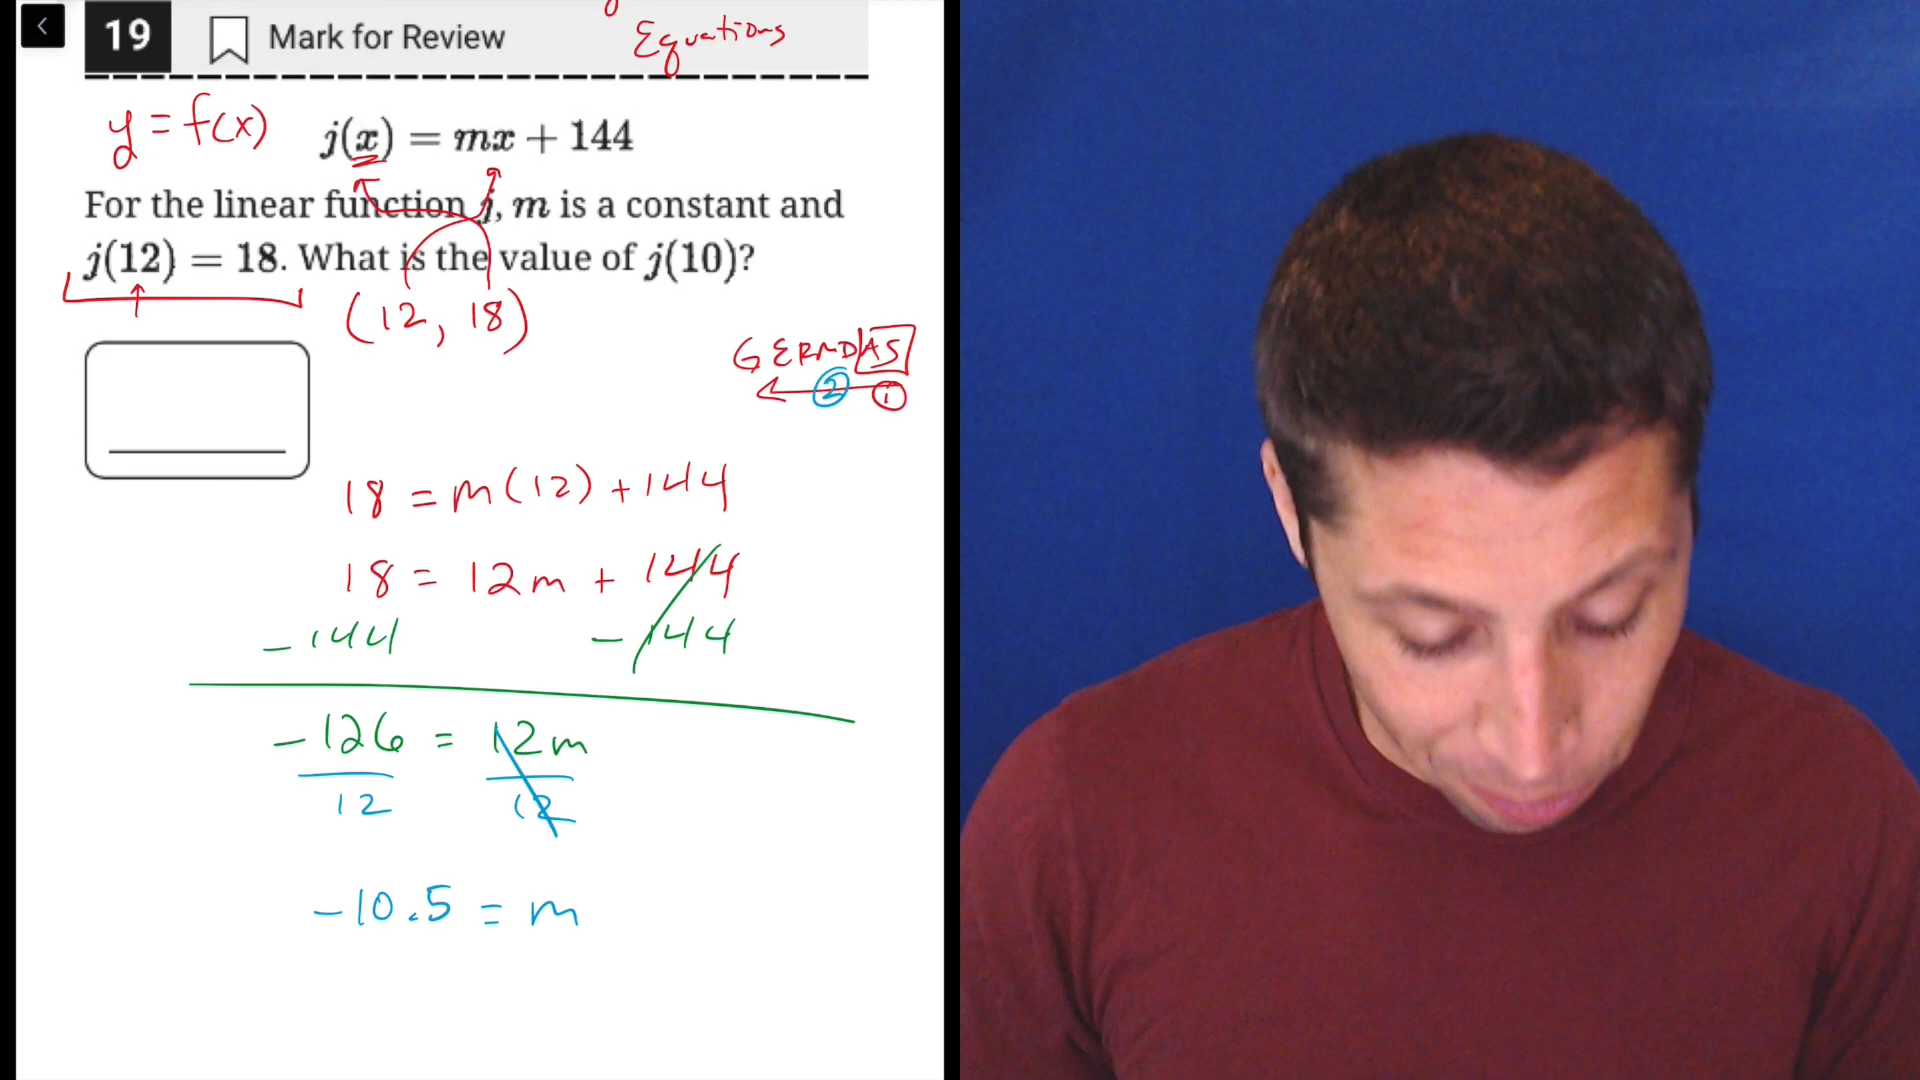 19 Mark for Review
Equations
y = f(x)
j(x) = mx + 144
For the linear function j, m is a constant and
j(12) = 18. What is the value of j(10)?
(12, 18)
GERMDAS
2 1
18 = m(12) + 144
18 = 12m + 144
-144 -144
-126 = 12m
12 12
-10.5 = m